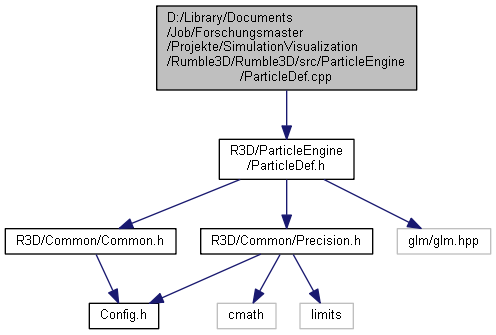 D:/Library/Documents
/Job/Forschungsmaster
/Projekte/SimulationVisualization
/Rumble3D/Rumble3D/src/ParticleEngine
/ParticleDef.cpp
R3D/ParticleEngine
/ParticleDef.h
R3D/Common/Common.h
R3D/Common/Precision.h
glm/glm.hpp
Config.h
cmath
limits